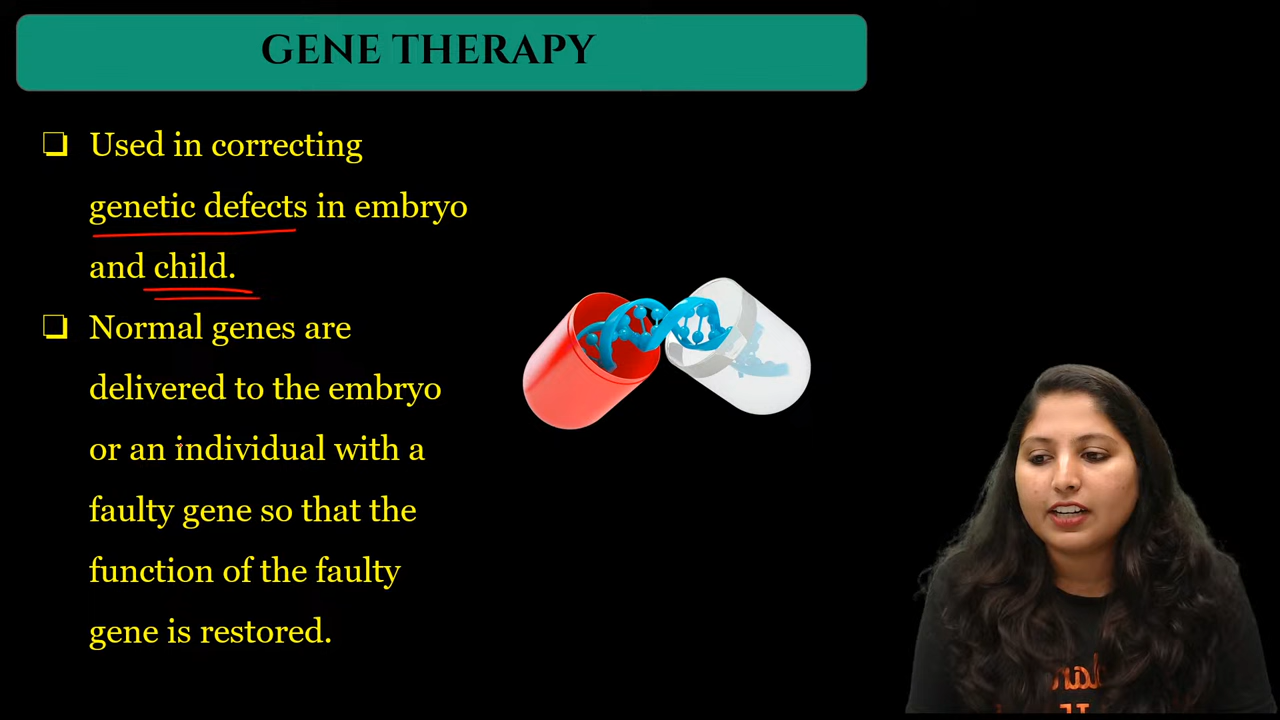 GENE THERAPY
❏ Used in correcting
genetic defects in embryo
and child.
❏ Normal genes are
delivered to the embryo
or an individual with a
faulty gene so that the
function of the faulty
gene is restored.